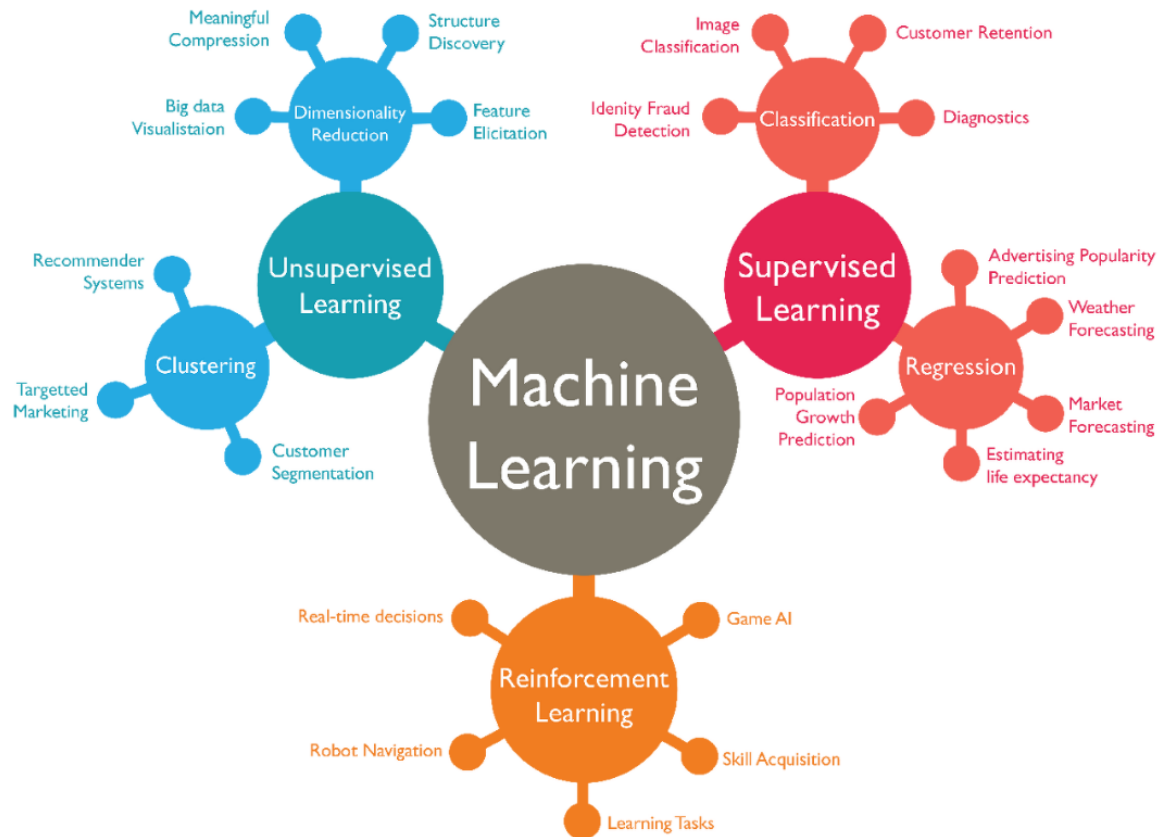 Meaningful
Compression
Structure
Discovery
Big data
Visualistaion
Dimensionality
Reduction
Feature
Elicitation
Unsupervised
Learning
Recommender
Systems
Clustering
Targetted
Marketing
Customer
Segmentation
Machine
Learning
Image
Classification
Customer Retention
Idenity Fraud
Detection
Classification
Diagnostics
Supervised
Learning
Advertising Popularity
Prediction
Weather
Forecasting
Regression
Population
Growth
Prediction
Market
Forecasting
Estimating
life expectancy
Real-time decisions
Game AI
Reinforcement
Learning
Robot Navigation
Skill Acquisition
Learning Tasks